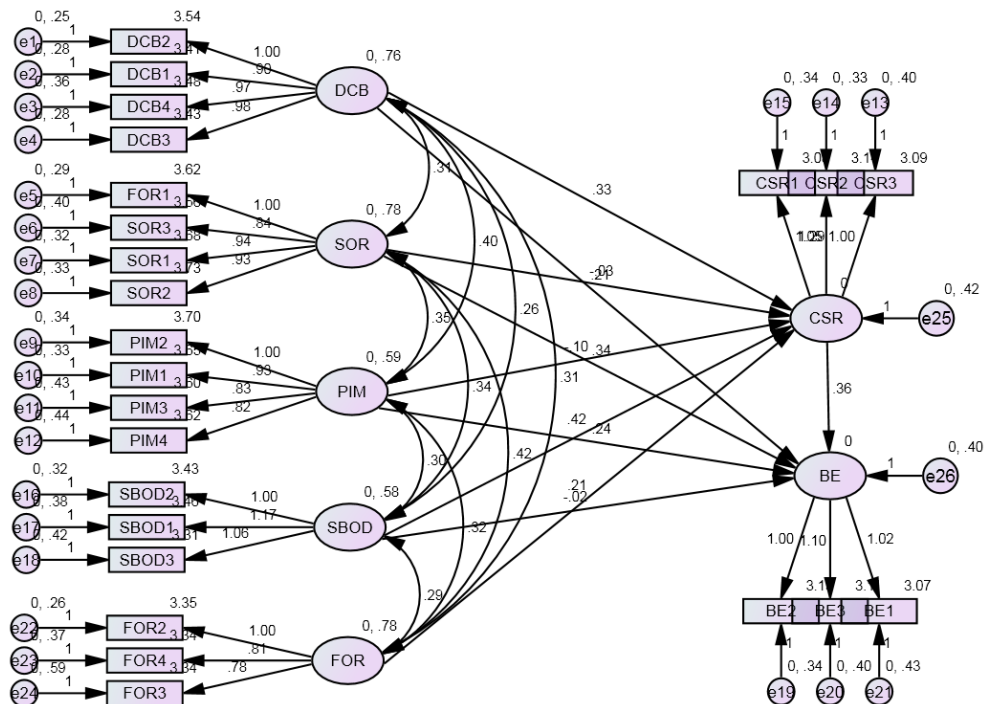 0, .25
3.54
e1
1
DCB2
1.00
0, .28
e2
1
DCB1
.90
0, .36
3.48
e3
1
DCB4
.97
0, .28
3.43
e4
1
DCB3
.98
0, .76
DCB
0, .29
3.62
e5
1
FOR1
1.00
0, .40
e6
1
SOR3
.84
0, .32
e7
1
SOR1
.94
0, .33
3.73
e8
1
SOR2
.93
0, .78
SOR
0, .34
3.70
e9
1
PIM2
1.00
0, .33
e10
1
PIM1
.93
0, .43
e11
1
PIM3
.83
0, .44
e12
1
PIM4
.82
0, .59
PIM
0, .32
3.43
e16
1
SBOD2
1.00
0, .38
e17
1
SBOD1
1.17
0, .42
3.31
e18
1
SBOD3
1.06
0, .58
SBOD
0, .26
3.35
e22
1
FOR2
1.00
0, .37
e23
1
FOR4
.81
0, .59
3.34
e24
1
FOR3
.78
0, .78
FOR
.31
.40
.26
.31
.35
.34
.42
.30
.32
.29
.33
-.03
.21
-.10
.34
.42
.24
.21
-.02
0, .34
0, .33
0, .40
e15
e14
e13
1
1
1
3.09
CSR1
CSR2
CSR3
1.00
0
CSR
1
0, .42
e25
.36
0
BE
1
0, .40
e26
1.00
1.10
1.02
3.07
BE2
BE3
BE1
1
1
1
0, .34
0, .40
0, .43
e19
e20
e21